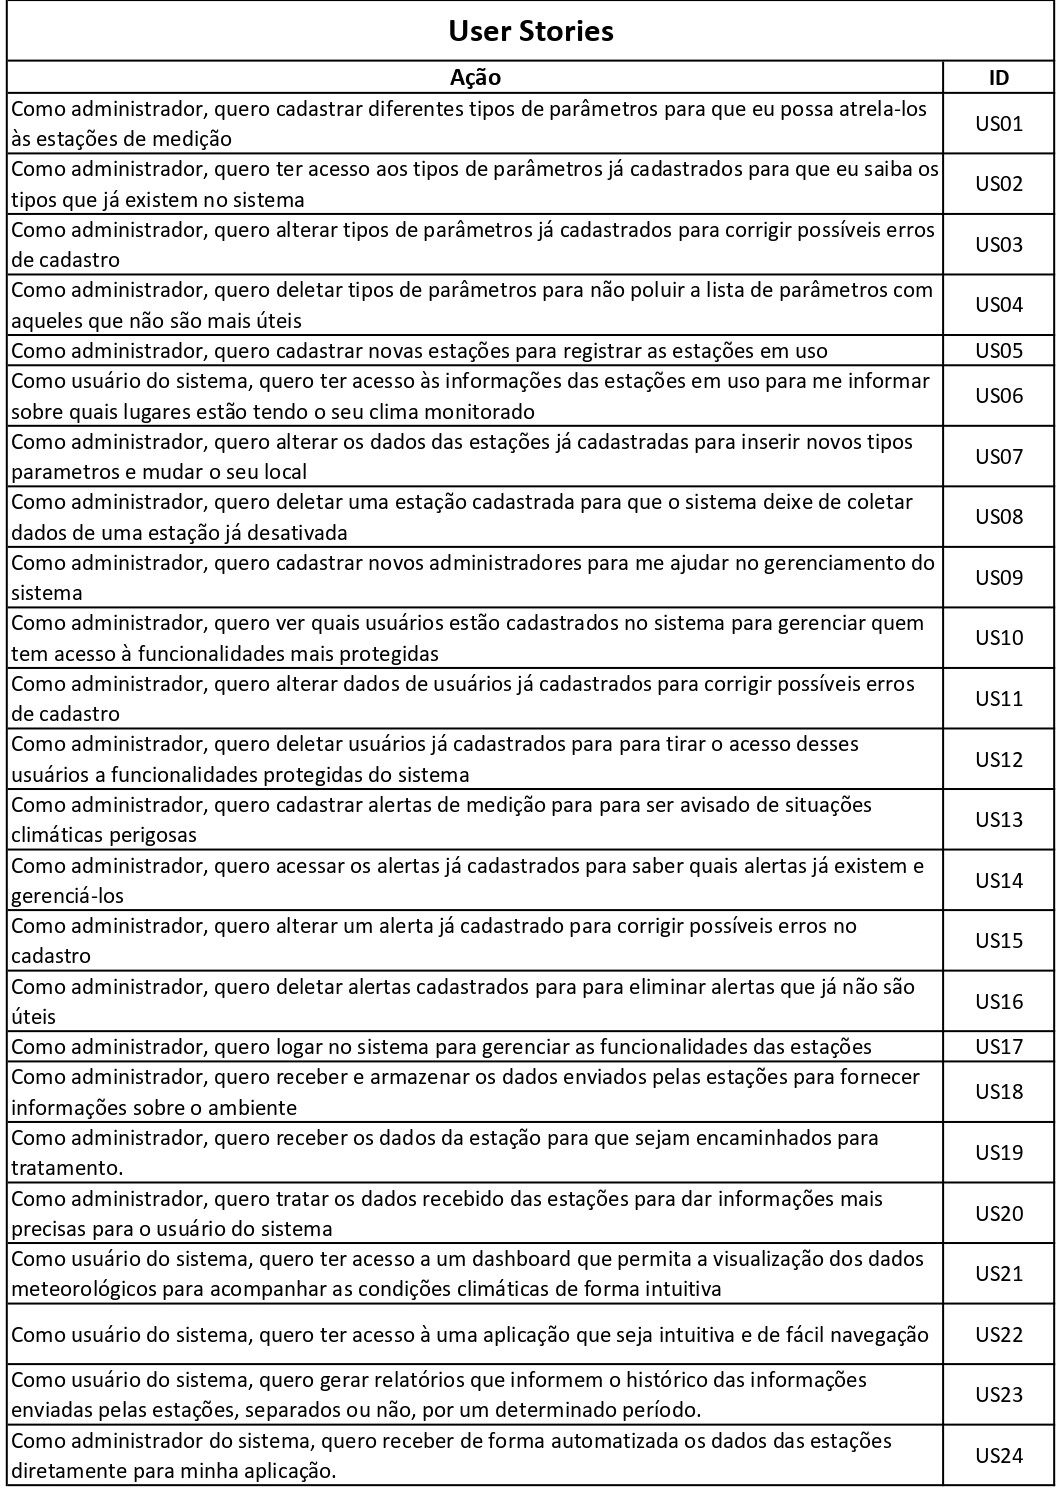 User Stories
Ação
ID
Como administrador, quero cadastrar diferentes tipos de parâmetros para que eu possa atrela-los
às estações de medição
US01
Como administrador, quero ter acesso aos tipos de parâmetros já cadastrados para que eu saiba os
tipos que já existem no sistema
US02
Como administrador, quero alterar tipos de parâmetros já cadastrados para corrigir possíveis erros
de cadastro
US03
Como administrador, quero deletar tipos de parâmetros para não poluir a lista de parâmetros com
aqueles que não são mais úteis
US04
Como administrador, quero cadastrar novas estações para registrar as estações em uso
US05
Como usuário do sistema, quero ter acesso às informações das estações em uso para me informar
sobre quais lugares estão tendo o seu clima monitorado
US06
Como administrador, quero alterar os dados das estações já cadastradas para inserir novos tipos
parametros e mudar o seu local
US07
Como administrador, quero deletar uma estação cadastrada para que o sistema deixe de coletar
dados de uma estação já desativada
US08
Como administrador, quero cadastrar novos administradores para me ajudar no gerenciamento do
sistema
US09
Como administrador, quero ver quais usuários estão cadastrados no sistema para gerenciar quem
tem acesso à funcionalidades mais protegidas
US10
Como administrador, quero alterar dados de usuários já cadastrados para corrigir possíveis erros
de cadastro
US11
Como administrador, quero deletar usuários já cadastrados para para tirar o acesso desses
usuários a funcionalidades protegidas do sistema
US12
Como administrador, quero cadastrar alertas de medição para para ser avisado de situações
climáticas perigosas
US13
Como administrador, quero acessar os alertas já cadastrados para saber quais alertas já existem e
gerenciá-los
US14
Como administrador, quero alterar um alerta já cadastrado para corrigir possíveis erros no
cadastro
US15
Como administrador, quero deletar alertas cadastrados para para eliminar alertas que já não são
úteis
US16
Como administrador, quero logar no sistema para gerenciar as funcionalidades das estações
US17
Como administrador, quero receber e armazenar os dados enviados pelas estações para fornecer
informações sobre o ambiente
US18
Como administrador, quero receber os dados da estação para que sejam encaminhados para
tratamento.
US19
Como administrador, quero tratar os dados recebido das estações para dar informações mais
precisas para o usuário do sistema
US20
Como usuário do sistema, quero ter acesso a um dashboard que permita a visualização dos dados
meteorológicos para acompanhar as condições climáticas de forma intuitiva
US21
Como usuário do sistema, quero ter acesso à uma aplicação que seja intuitiva e de fácil navegação
US22
Como usuário do sistema, quero gerar relatórios que informem o histórico das informações
enviadas pelas estações, separados ou não, por um determinado período.
US23
Como administrador do sistema, quero receber de forma automatizada os dados das estações
diretamente para minha aplicação.
US24